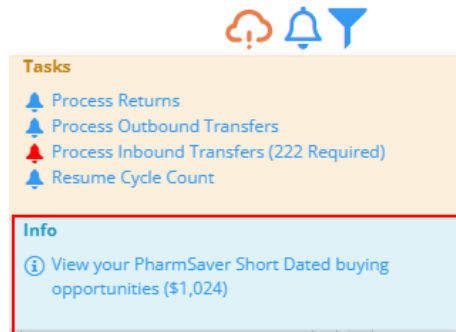 Tasks
Process Returns
Process Outbound Transfers
Process Inbound Transfers (222 Required)
Resume Cycle Count
Info
View your PharmSaver Short Dated buying
opportunities ($1,024)